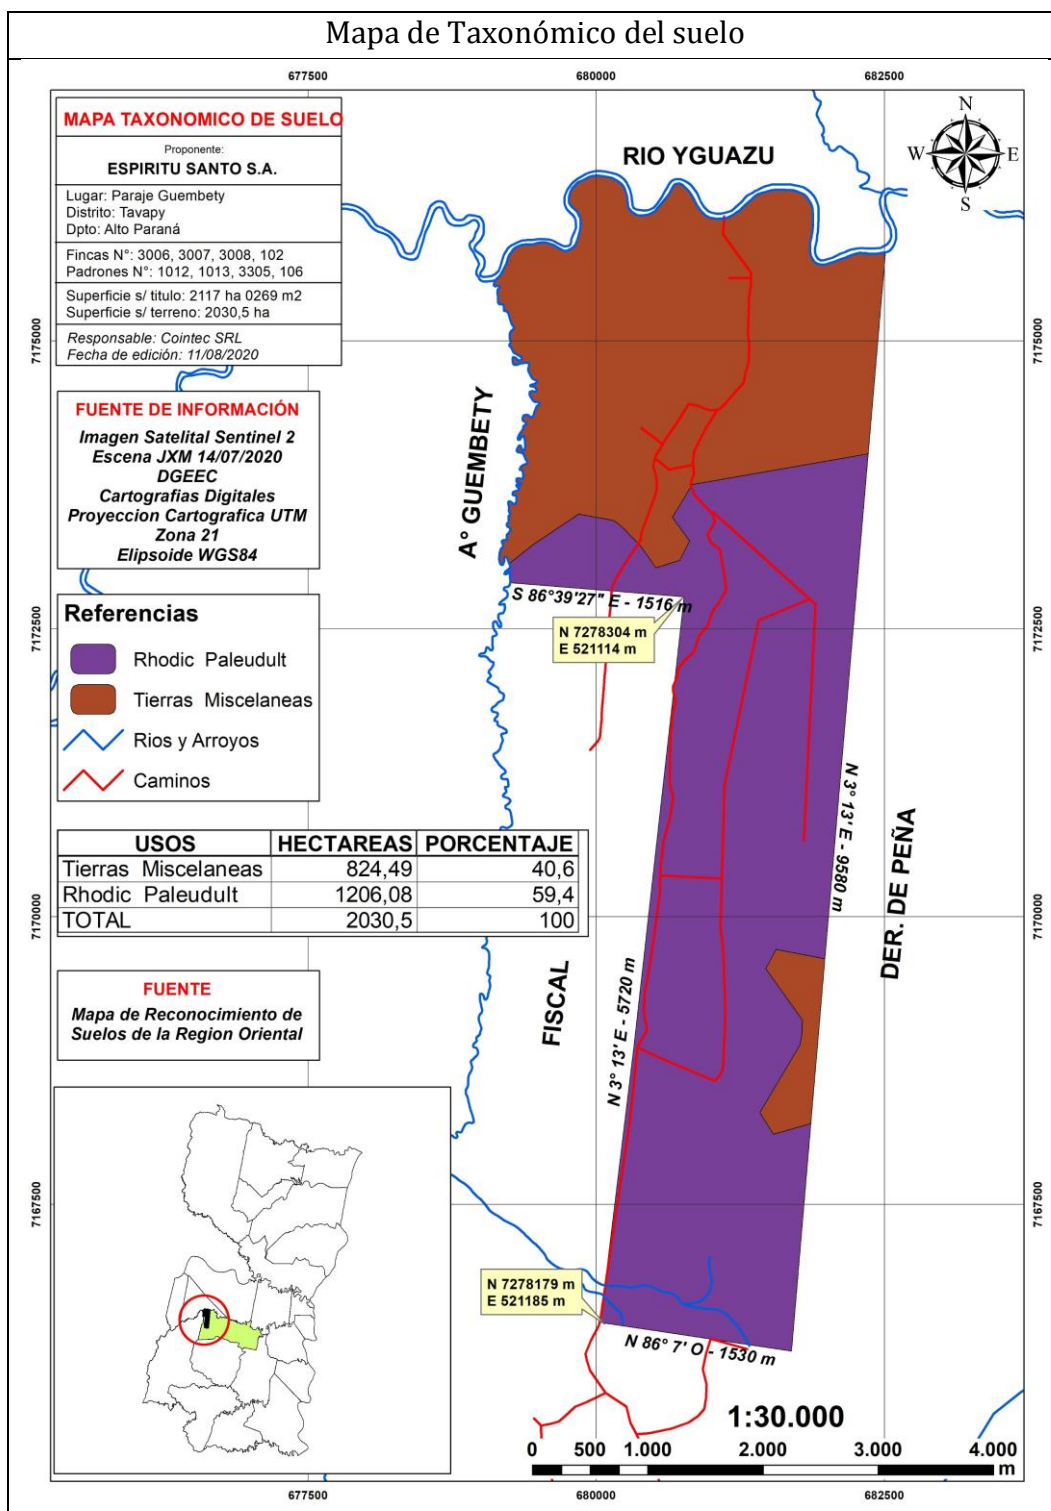 Mapa de Taxonómico del suelo
677500
680000
682500
MAPA TAXONOMICO DE SUELO
Proponente:
ESPIRITU SANTO S.A.
Lugar: Paraje Guembety
Distrito: Tavapy
Dpto: Alto Paraná
Fincas N°: 3006, 3007, 3008, 102
Padrones N°: 1012, 1013, 3305, 106
Superficie s/ titulo: 2117 ha 0269 m2
Superficie s/ terreno: 2030,5 ha
Responsable: Cointec SRL
Fecha de edición: 11/08/2020
RIO YGUAZU
N
W
E
S
7175000
7175000
FUENTE DE INFORMACIÓN
Imagen Satelital Sentinel 2
Escena JXM 14/07/2020
DGEEC
Cartografias Digitales
Proyeccion Cartografica UTM
Zona 21
Elipsoide WGS84
A° GUEMBETY
S 86°39'27" E - 1516 m
N 7278304 m
E 521114 m
Referencias
Rhodic Paleudult
Tierras Miscelaneas
Rios y Arroyos
Caminos
7172500
7172500
N 3° 13' E - 9580 m
USOS HECTAREAS PORCENTAJE
Tierras Miscelaneas 824,49 40,6
Rhodic Paleudult 1206,08 59,4
TOTAL 2030,5 100
7170000
7170000
DER. DE PEÑA
FISCAL
N 3° 13' E - 5720 m
FUENTE
Mapa de Reconocimiento de
Suelos de la Region Oriental
7167500
7167500
N 7278179 m
E 521185 m
N 86° 7' O - 1530 m
1:30.000
0 500 1.000 2.000 3.000 4.000
m
677500
680000
682500